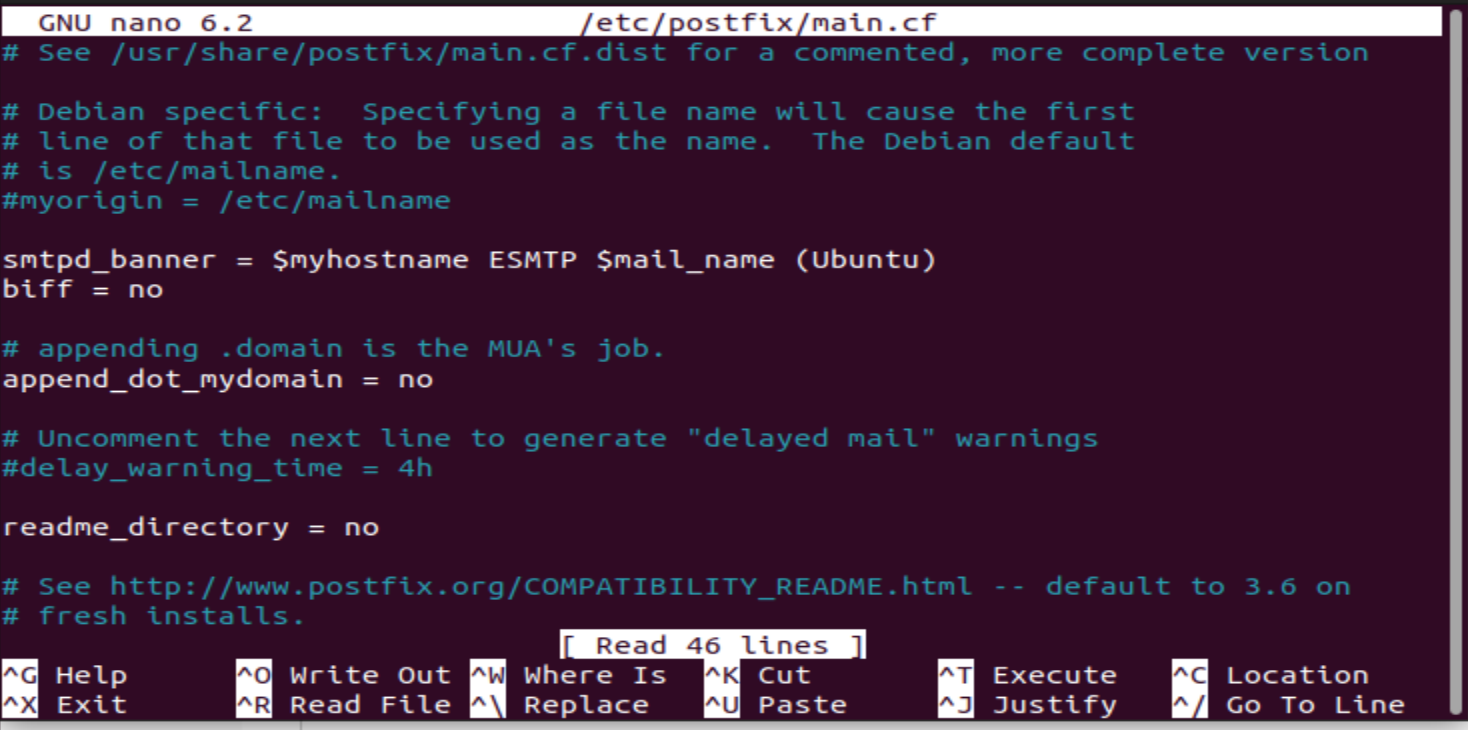 GNU nano 6.2 /etc/postfix/main.cf
# See /usr/share/postfix/main.cf.dist for a commented, more complete version
# Debian specific:  Specifying a file name will cause the first
# line of that file to be used as the name.  The Debian default
# is /etc/mailname.
#myorigin = /etc/mailname
smtpd_banner = $myhostname ESMTP $mail_name (Ubuntu)
biff = no
# appending .domain is the MUA's job.
append_dot_mydomain = no
# Uncomment the next line to generate "delayed mail" warnings
#delay_warning_time = 4h
readme_directory = no
# See http://www.postfix.org/COMPATIBILITY_README.html -- default to 3.6 on
# fresh installs.
[ Read 46 lines ]
^G Help ^O Write Out ^W Where Is ^K Cut ^T Execute ^C Location
^X Exit ^R Read File ^\ Replace ^U Paste ^J Justify ^/ Go To Line